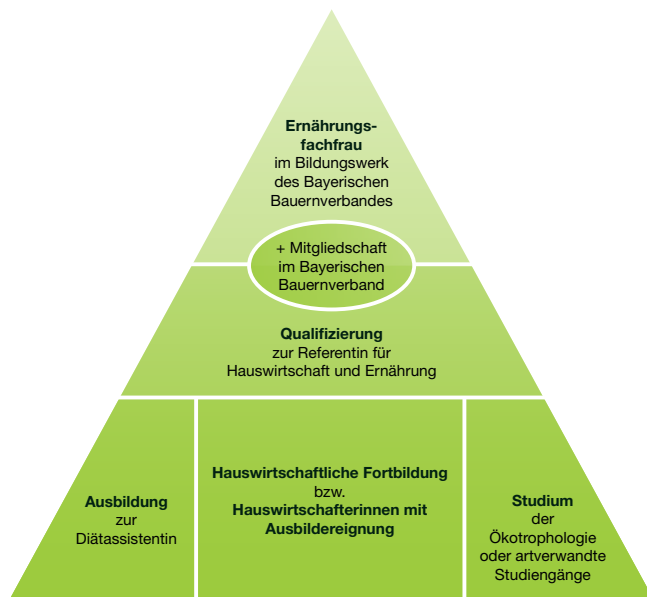 Ernährungs-
fachfrau
im Bildungswerk
des Bayerischen
Bauernverbandes
+ Mitgliedschaft
im Bayerischen
Bauernverband
Qualifizierung
zur Referentin für
Hauswirtschaft und Ernährung
Ausbildung
zur
Diätassistentin
Hauswirtschaftliche Fortbildung
bzw.
Hauswirtschafterinnen mit
Ausbildereignung
Studium
der
Ökotrophologie
oder artverwandte
Studiengänge